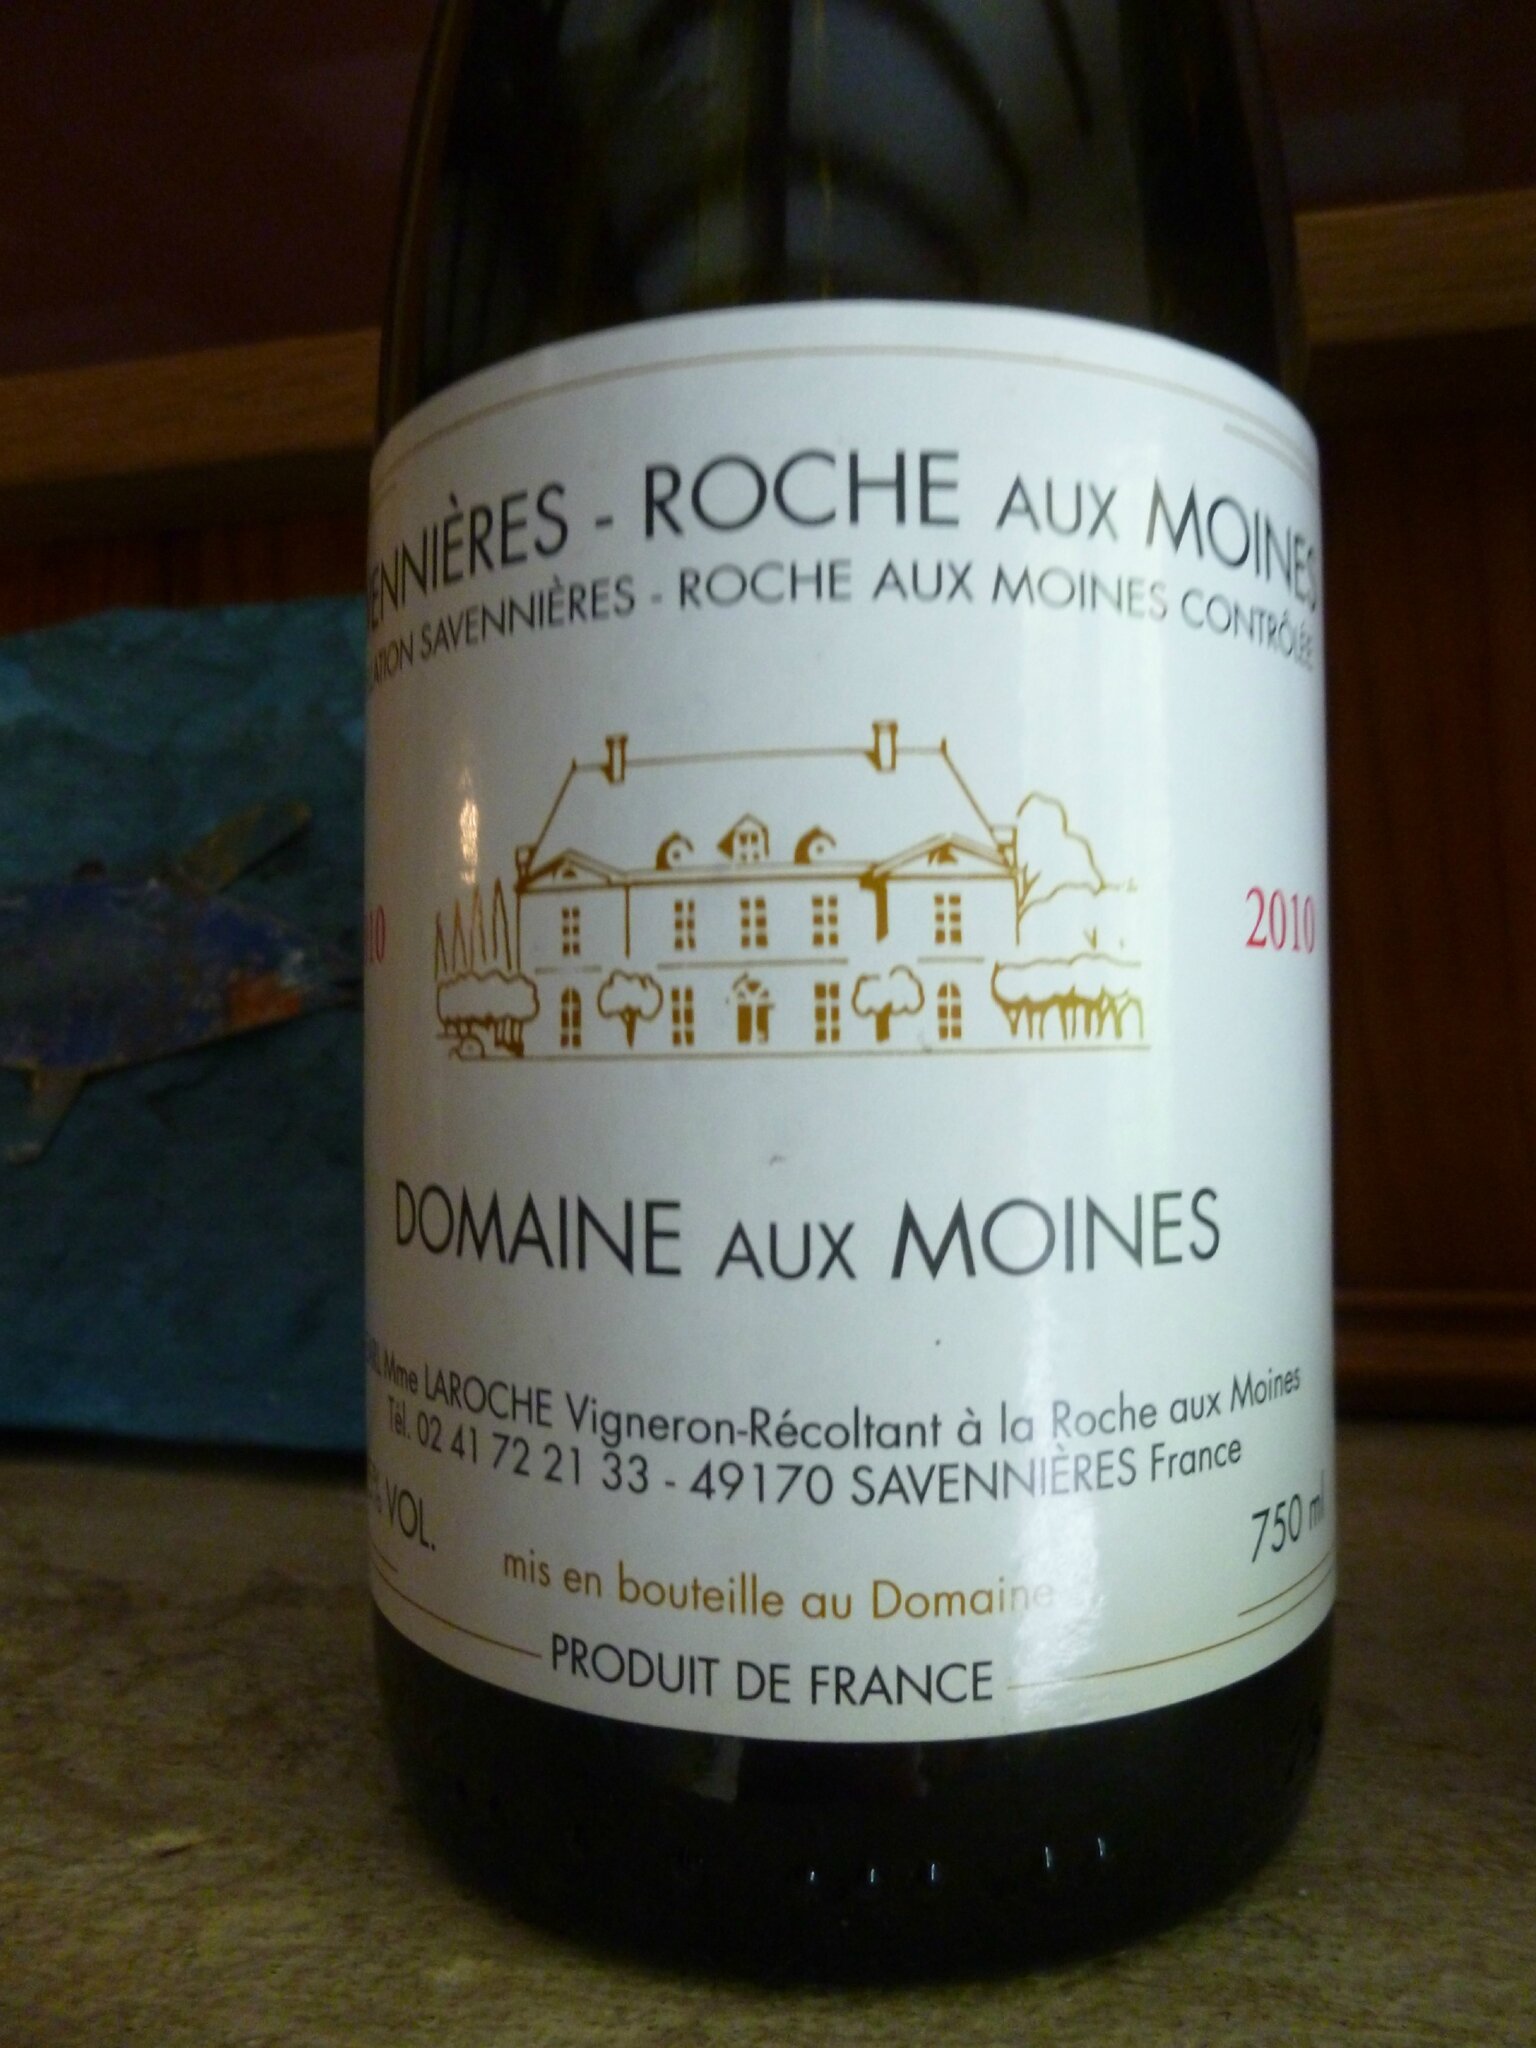 ENNIÈRES - ROCHE AUX MOINES
ATION SAVENNIÈRES - ROCHE AUX MOINES CONTRÔLÉE
10
2010
DOMAINE AUX MOINES
Mme LAROCHE Vigneron-Récoltant à la Roche aux Moines
Tél. 02 41 72 21 33 - 49170 SAVENNIÈRES France
% VOL.
750 ml
mis en bouteille au Domaine
PRODUIT DE FRANCE